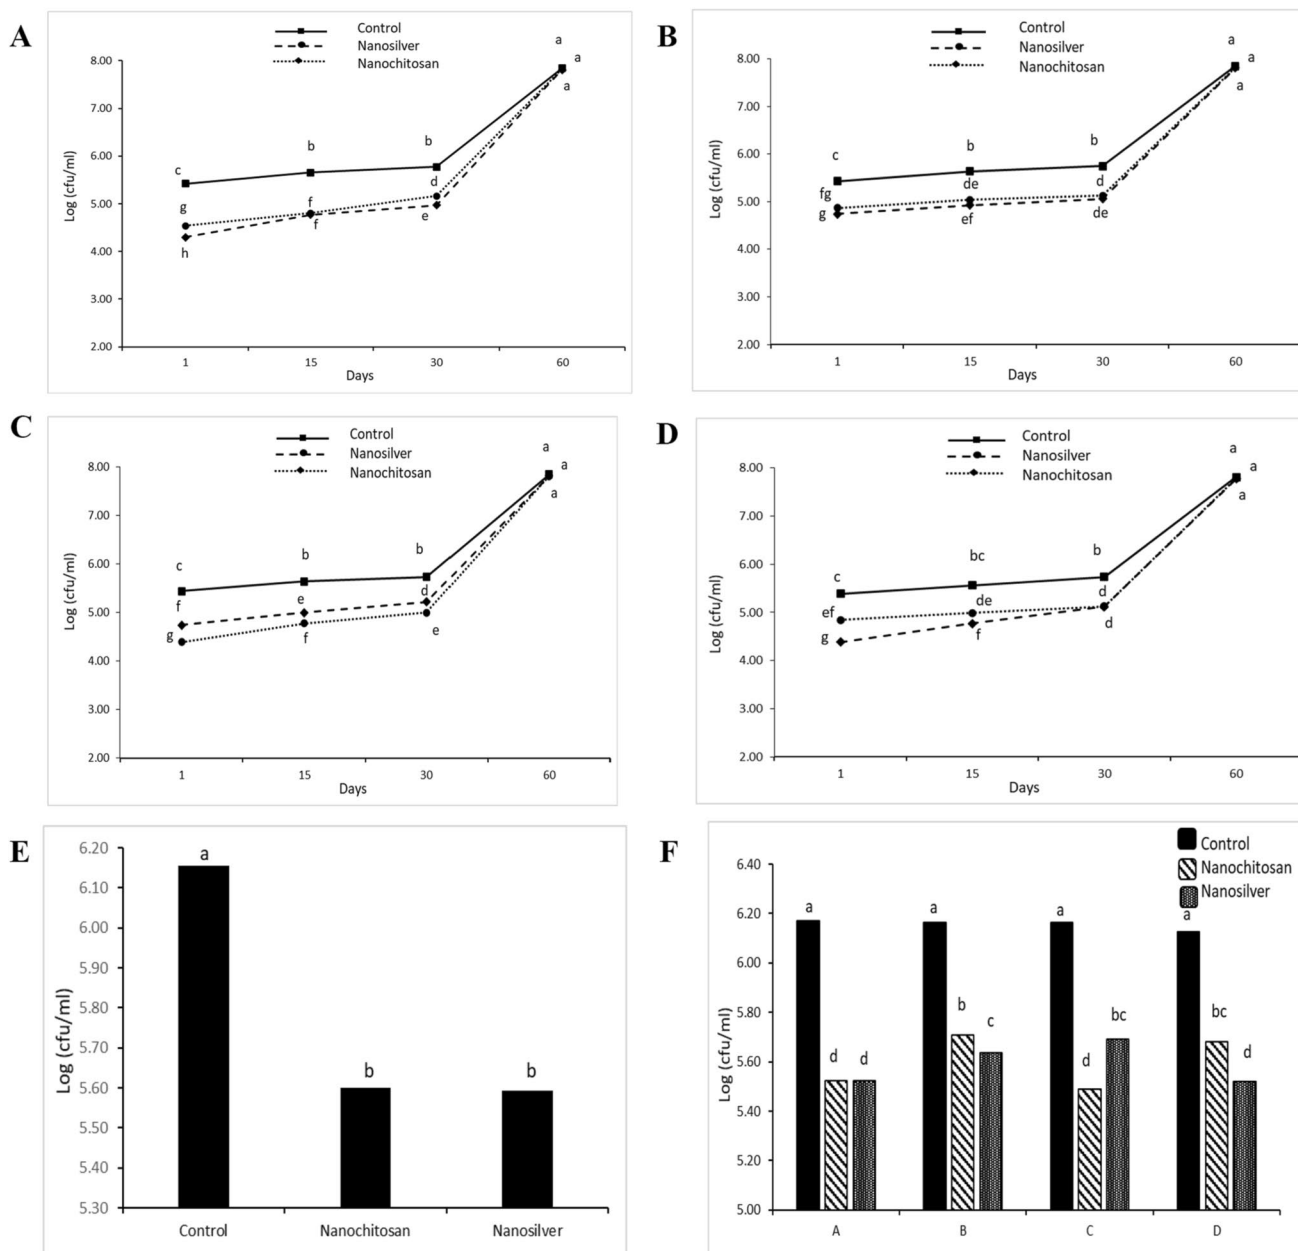 A
Control
Nanosilver
Nanochitosan
8.00
7.00
6.00
5.00
4.00
3.00
2.00
Log (cfu/ml)
c
b
b
a
a
a
g
f
d
h
f
e
1
15
30
60
Days
B
Control
Nanosilver
Nanochitosan
8.00
7.00
6.00
5.00
4.00
3.00
2.00
Log (cfu/ml)
c
b
b
a
a
a
fg
de
d
g
ef
de
1
15
30
60
Days
C
Control
Nanosilver
Nanochitosan
8.00
7.00
6.00
5.00
4.00
3.00
2.00
Log (cfu/ml)
c
b
b
a
a
a
f
e
d
g
f
e
1
15
30
60
Days
D
Control
Nanosilver
Nanochitosan
8.00
7.00
6.00
5.00
4.00
3.00
2.00
Log (cfu/ml)
c
bc
b
a
a
a
ef
de
d
g
f
d
1
15
30
60
Days
E
6.20
6.10
6.00
5.90
5.80
5.70
5.60
5.50
5.40
5.30
Log (cfu/ml)
a
b
b
Control
Nanochitosan
Nanosilver
F
Control
Nanochitosan
Nanosilver
6.40
6.20
6.00
5.80
5.60
5.40
5.20
5.00
Log (cfu/ml)
a
d
d
a
b
c
a
d
bc
a
bc
d
A
B
C
D